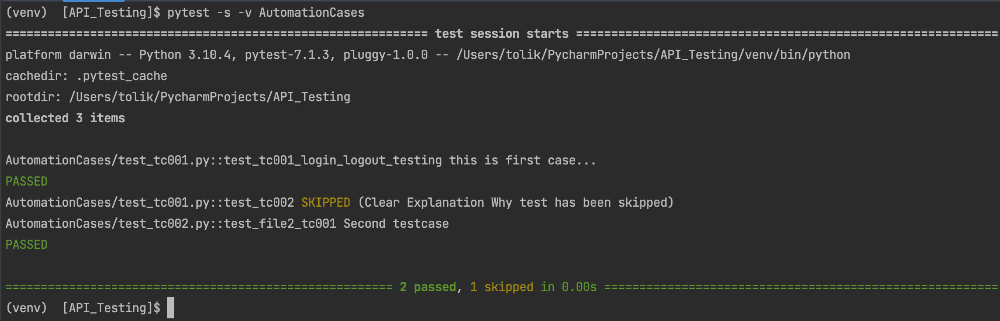 (venv)  [API_Testing]$ pytest -s -v AutomationCases
============================================================ test session starts ============================================================
platform darwin -- Python 3.10.4, pytest-7.1.3, pluggy-1.0.0 -- /Users/tolik/PycharmProjects/API_Testing/venv/bin/python
cachedir: .pytest_cache
rootdir: /Users/tolik/PycharmProjects/API_Testing
collected 3 items
AutomationCases/test_tc001.py::test_tc001_login_logout_testing this is first case...
PASSED
AutomationCases/test_tc001.py::test_tc002 SKIPPED (Clear Explanation Why test has been skipped)
AutomationCases/test_tc002.py::test_file2_tc001 Second testcase
PASSED
======================================================= 2 passed, 1 skipped in 0.00s ========================================================
(venv)  [API_Testing]$